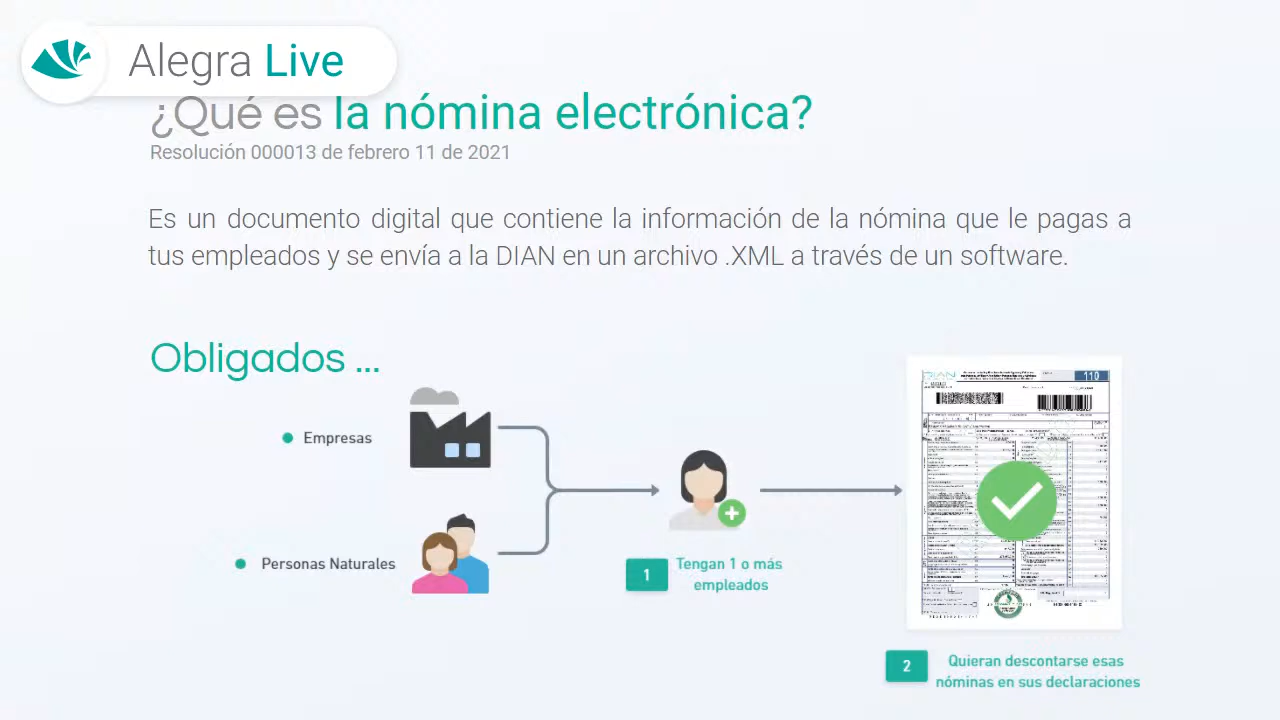 Alegra Live
¿Qué es la nómina electrónica?
Resolución 000013 de febrero 11 de 2021
Es un documento digital que contiene la información de la nómina que le pagas a
tus empleados y se envía a la DIAN en un archivo .XML a través de un software.
Obligados ...
Empresas
Personas Naturales
1
Tengan 1 o más
empleados
DIAN
110
2
Quieran descontarse esas
nóminas en sus declaraciones